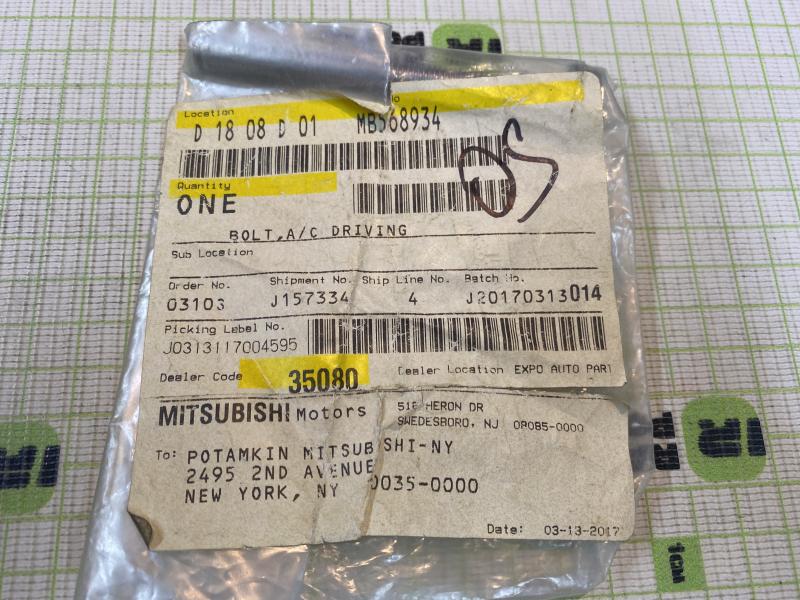 Location
D 18 08 D 01 MB568934
Quantity
ONE
BOLT,A/C DRIVING
Sub Location
Order No. Shipment No. Ship Line No. Batch No.
03103 J157334 4 J20170313014
Picking Label No.
J0313117004595
Dealer Code 35080 Dealer Location EXPO AUTO PART
MITSUBISHI Motors
HERON DR
SWEDESBORO, NJ 08085-0000
To: POTAMKIN MITSUBISHI-NY
2495 2ND AVENUE
NEW YORK, NY 0035-0000
Date: 03-13-2017